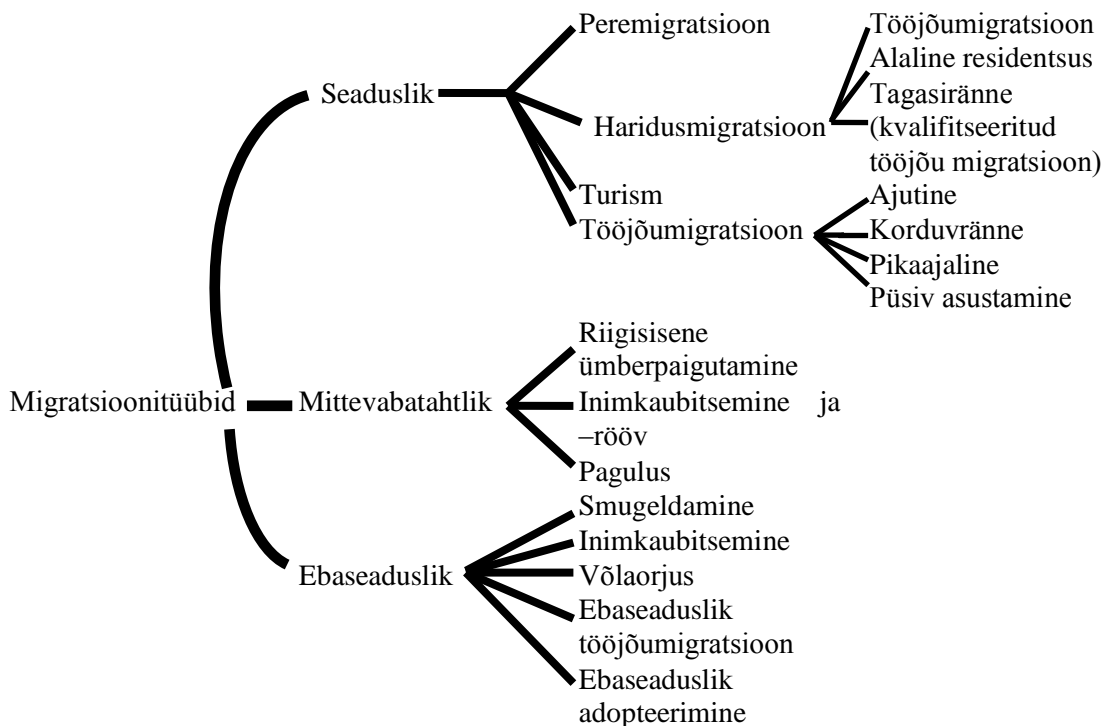 Migratsioonitüübid
Seaduslik
Peremigratsioon
Haridusmigratsioon
Tööjõumigratsioon
Alaline residentsus
Tagasiränne
(kvalifitseeritud
tööjõu migratsioon)
Turism
Tööjõumigratsioon
Ajutine
Korduvränne
Pikaajaline
Püsiv asustamine
Mittevabatahtlik
Riigisisene
ümberpaigutamine
Inimkaubitsemine ja
–rööv
Pagulus
Ebaseaduslik
Smugeldamine
Inimkaubitsemine
Võlaorjus
Ebaseaduslik
tööjõumigratsioon
Ebaseaduslik
adopteerimine